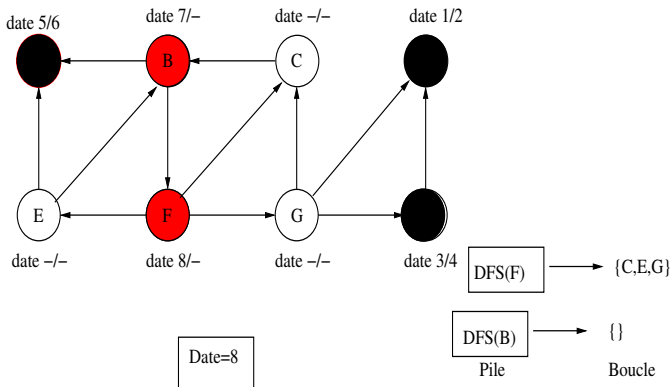 date 5/6
date 7/−
date −/−
date 1/2
B
C
E
F
G
date −/−
date 8/−
date −/−
date 3/4
DFS(F)
{C,E,G}
DFS(B)
{}
Date=8
Pile
Boucle